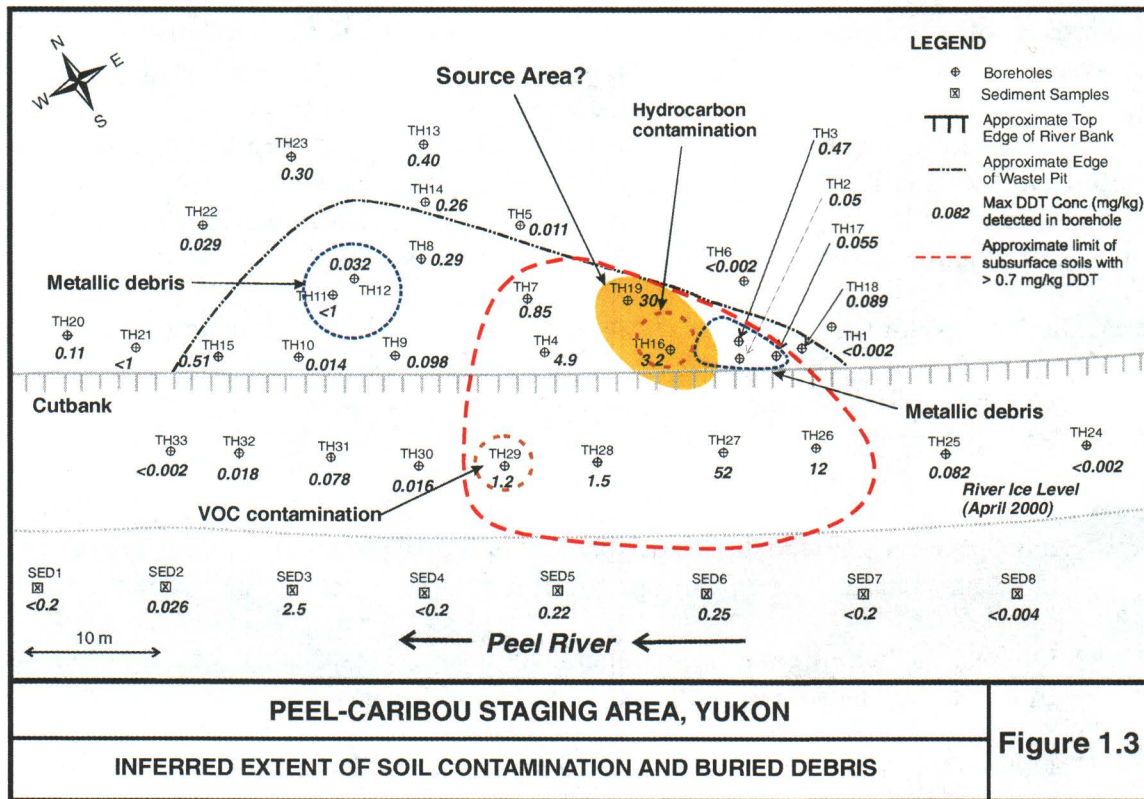 N
E
W
S
LEGEND
Boreholes
Sediment Samples
Approximate Top
Edge of River Bank
Approximate Edge
of Wastel Pit
0.082
Max DDT Conc (mg/kg)
detected in borehole
Approximate limit of
subsurface soils with
> 0.7 mg/kg DDT
Source Area?
Hydrocarbon
contamination
TH3
0.47
TH2
0.05
TH17
0.055
TH18
0.089
TH1
<0.002
TH6
<0.002
TH13
0.40
TH23
0.30
TH14
0.26
TH5
0.011
TH22
0.029
TH8
0.29
Metallic debris
0.032
TH12
TH11
<1
TH7
0.85
TH19
30
TH16
3.2
TH20
0.11
TH21
<1
TH15
0.51
TH10
0.014
TH9
0.098
TH4
4.9
Metallic debris
Cutbank
TH33
<0.002
TH32
0.018
TH31
0.078
TH30
0.016
TH29
1.2
TH28
1.5
TH27
52
TH26
12
TH25
0.082
TH24
<0.002
VOC contamination
River Ice Level
(April 2000)
SED1
<0.2
SED2
0.026
SED3
2.5
SED4
<0.2
SED5
0.22
SED6
0.25
SED7
<0.2
SED8
<0.004
10 m
Peel River
PEEL-CARIBOU STAGING AREA, YUKON
INFERRED EXTENT OF SOIL CONTAMINATION AND BURIED DEBRIS
Figure 1.3